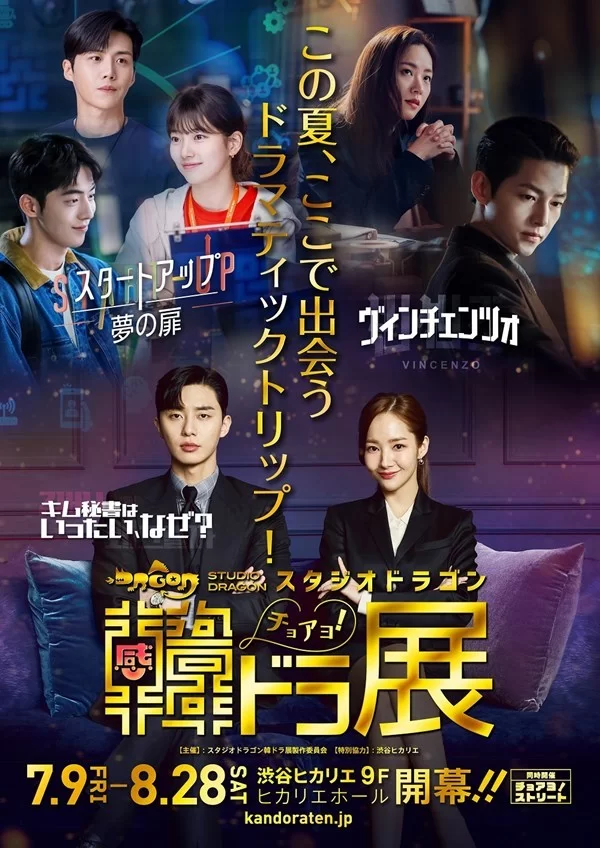 この夏、ここで出会う
ドラマティックトリップ！
スタートアップ
夢の扉
ヴィンチェンツォ
VINCENZO
キム秘書は
いったい、なぜ？
DRAGON
STUDIO
DRAGON
スタジオドラゴン
チョアヨ！
韓ドラ展
【主催】：スタジオドラゴン韓ドラ展製作委員会 【特別協力】：渋谷ヒカリエ
7.9FRI－8.28SAT
渋谷ヒカリエ 9F
ヒカリエホール
開幕!!
同時開催
チョアヨ！
ストリート
kandoraten.jp